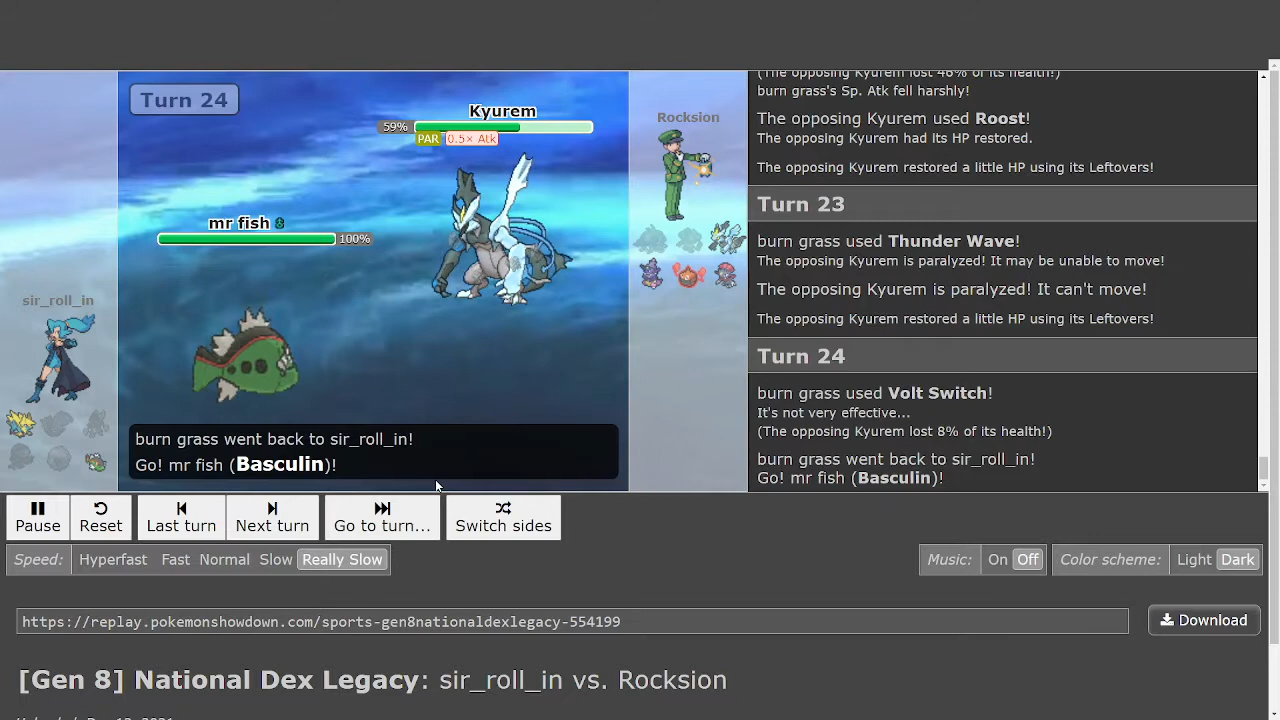 Turn 24
Kyurem
59%
PAR 0.5× Atk
mr fish
100%
sir_roll_in
burn grass went back to sir_roll_in!
Go! mr fish (Basculin)!
Rocksion
(The opposing Kyurem lost 46% of its health!)
burn grass's Sp. Atk fell harshly!
The opposing Kyurem used Roost!
The opposing Kyurem had its HP restored.
The opposing Kyurem restored a little HP using its Leftovers!
Turn 23
burn grass used Thunder Wave!
The opposing Kyurem is paralyzed! It may be unable to move!
The opposing Kyurem is paralyzed! It can't move!
The opposing Kyurem restored a little HP using its Leftovers!
Turn 24
burn grass used Volt Switch!
It's not very effective...
(The opposing Kyurem lost 8% of its health!)
burn grass went back to sir_roll_in!
Go! mr fish (Basculin)!
Pause Reset Last turn Next turn Go to turn... Switch sides
Speed: Hyperfast Fast Normal Slow Really Slow Music: On Off Color scheme: Light Dark
https://replay.pokemonshowdown.com/sports-gen8nationaldexlegacy-554199
Download
[Gen 8] National Dex Legacy: sir_roll_in vs. Rocksion